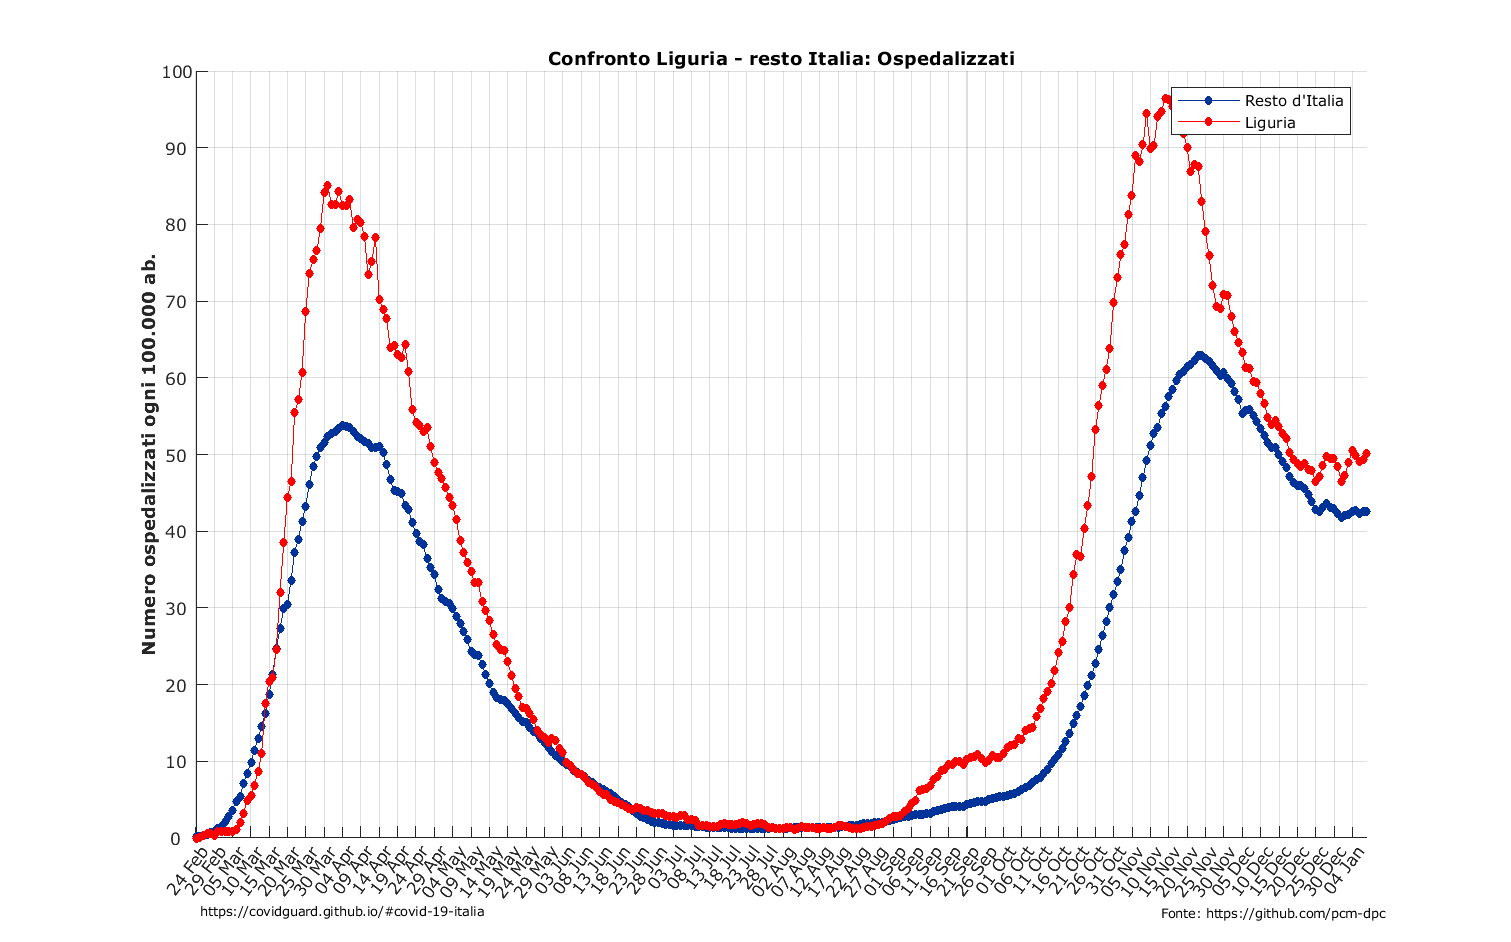 Confronto Liguria - resto Italia: Ospedalizzati
Numero ospedalizzati ogni 100.000 ab.
100
90
80
70
60
50
40
30
20
10
0
Resto d'Italia
Liguria
24 Feb
29 Feb
05 Mar
10 Mar
15 Mar
20 Mar
25 Mar
30 Mar
04 Apr
09 Apr
14 Apr
19 Apr
24 Apr
29 Apr
04 May
09 May
14 May
19 May
24 May
29 May
03 Jun
08 Jun
13 Jun
18 Jun
23 Jun
28 Jun
03 Jul
08 Jul
13 Jul
18 Jul
23 Jul
28 Jul
02 Aug
07 Aug
12 Aug
17 Aug
22 Aug
27 Aug
01 Sep
06 Sep
11 Sep
16 Sep
21 Sep
26 Sep
01 Oct
06 Oct
11 Oct
16 Oct
21 Oct
26 Oct
31 Oct
05 Nov
10 Nov
15 Nov
20 Nov
25 Nov
30 Nov
05 Dec
10 Dec
15 Dec
20 Dec
25 Dec
30 Dec
04 Jan
https://covidguard.github.io/#covid-19-italia
Fonte: https://github.com/pcm-dpc